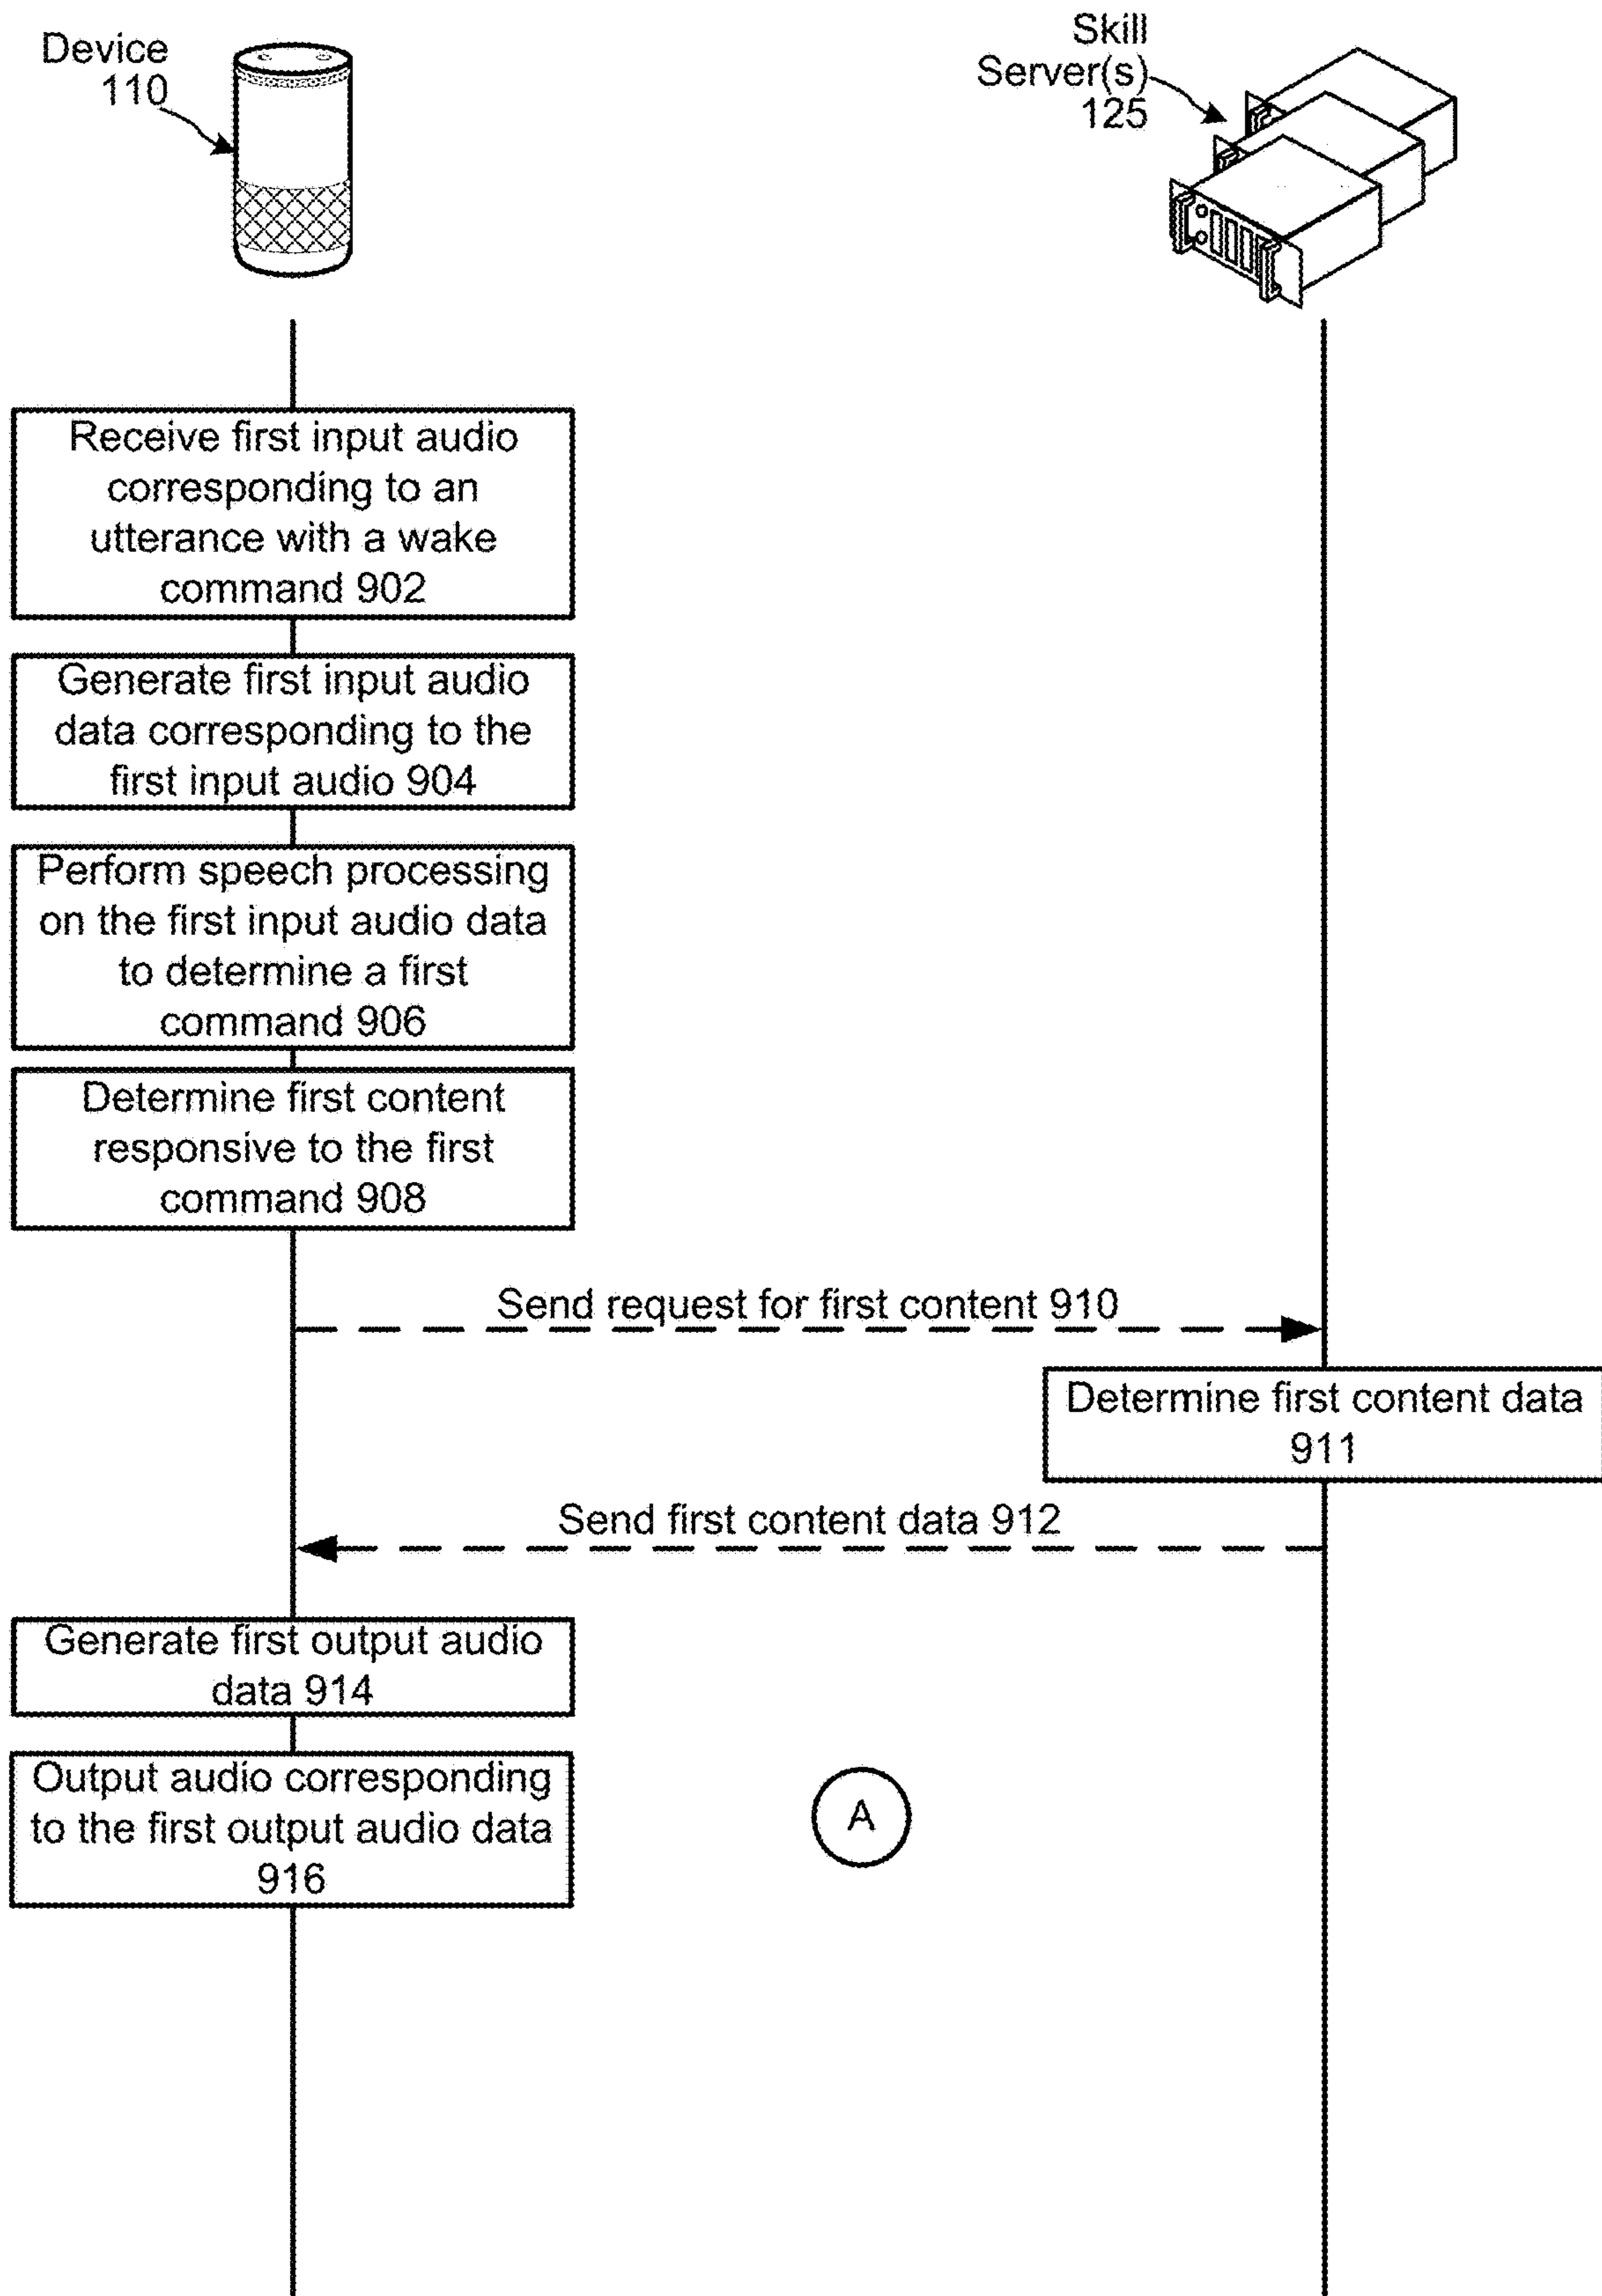 Device
110
Skill
Server(s)
125
Receive first input audio
corresponding to an
utterance with a wake
command 902
Generate first input audio
data corresponding to the
first input audio 904
Perform speech processing
on the first input audio data
to determine a first
command 906
Determine first content
responsive to the first
command 908
Send request for first content 910
Determine first content data
911
Send first content data 912
Generate first output audio
data 914
Output audio corresponding
to the first output audio data
916
A